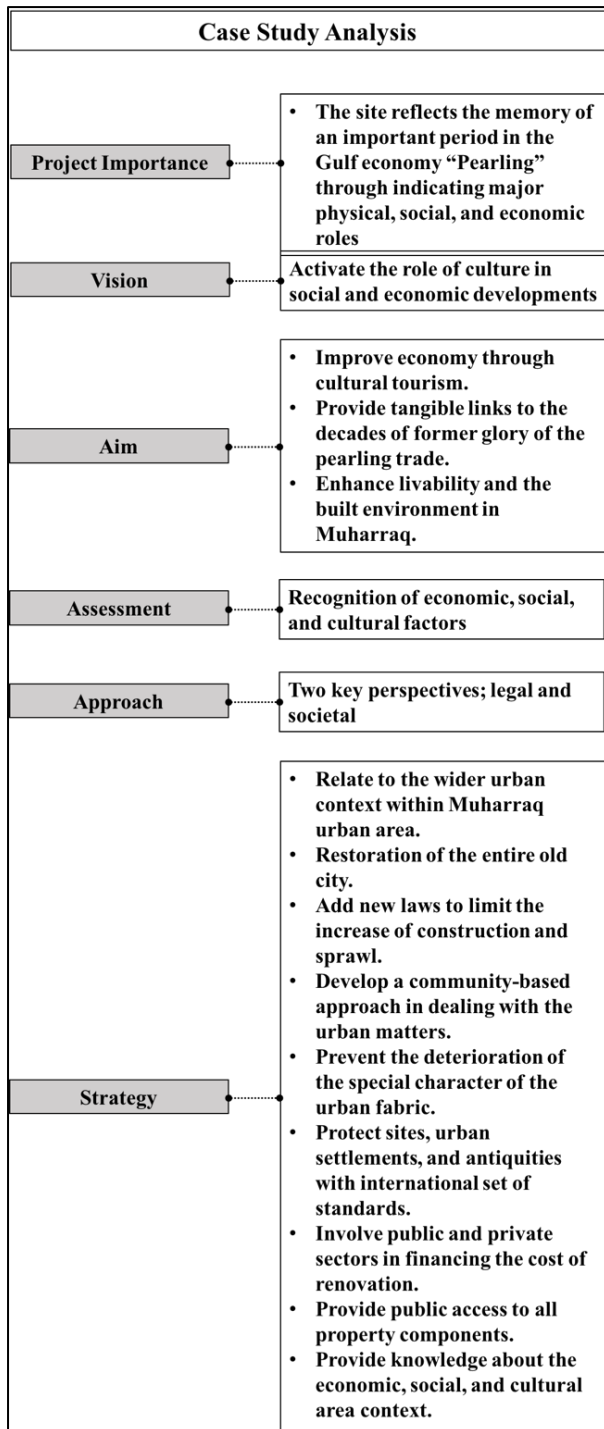 Case Study Analysis
Project Importance
• The site reflects the memory of
an important period in the
Gulf economy “Pearling”
through indicating major
physical, social, and economic
roles
Vision
Activate the role of culture in
social and economic developments
Aim
• Improve economy through
cultural tourism.
• Provide tangible links to the
decades of former glory of the
pearling trade.
• Enhance livability and the
built environment in
Muharraq.
Assessment
Recognition of economic, social,
and cultural factors
Approach
Two key perspectives; legal and
societal
Strategy
• Relate to the wider urban
context within Muharraq
urban area.
• Restoration of the entire old
city.
• Add new laws to limit the
increase of construction and
sprawl.
• Develop a community-based
approach in dealing with the
urban matters.
• Prevent the deterioration of
the special character of the
urban fabric.
• Protect sites, urban
settlements, and antiquities
with international set of
standards.
• Involve public and private
sectors in financing the cost of
renovation.
• Provide public access to all
property components.
• Provide knowledge about the
economic, social, and cultural
area context.